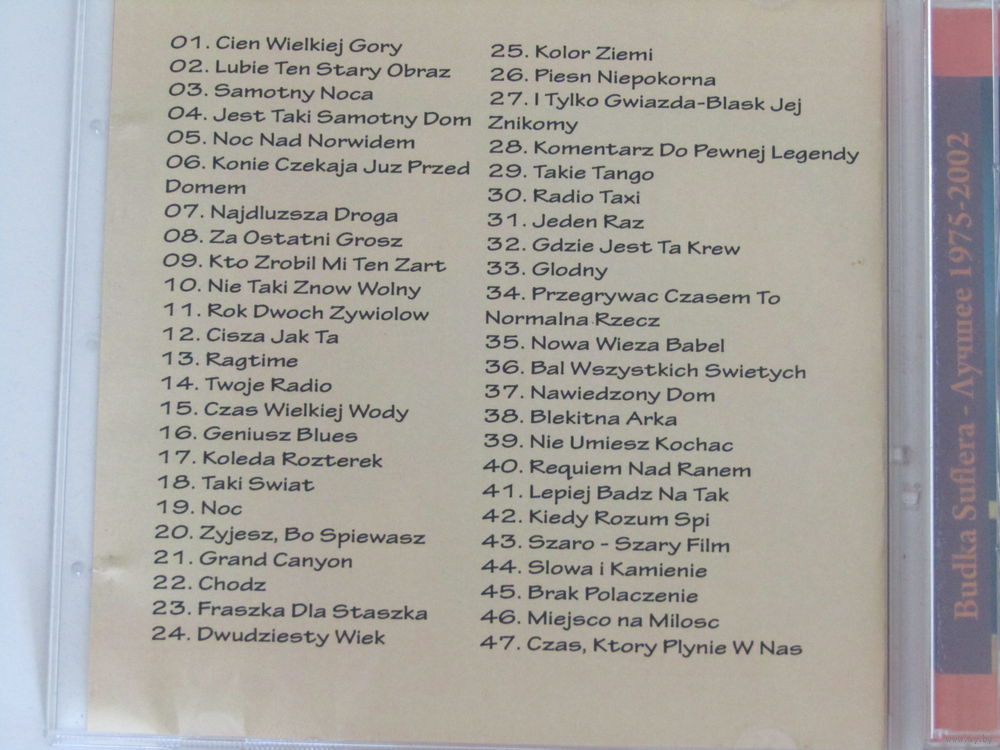 01. Cien Wielkiej Gory
02. Lubie Ten Stary Obraz
03. Samotny Noca
04. Jest Taki Samotny Dom
05. Noc Nad Norwidem
06. Konie Czekaja Juz Przed
Domem
07. Najdluzsza Droga
08. Za Ostatni Grosz
09. Kto Zrobil Mi Ten Zart
10. Nie Taki Znow Wolny
11. Rok Dwoch Zywiolow
12. Cisza Jak Ta
13. Ragtime
14. Twoje Radio
15. Czas Wielkiej Wody
16. Geniusz Blues
17. Koleda Rozterek
18. Taki Swiat
19. Noc
20. Zyjesz, Bo Spiewasz
21. Grand Canyon
22. Chodz
23. Fraszka Dla Staszka
24. Dwudziesty Wiek
25. Kolor Ziemi
26. Piesn Niepokorna
27. I Tylko Gwiazda-Blask Jej
Znikomy
28. Komentarz Do Pewnej Legendy
29. Takie Tango
30. Radio Taxi
31. Jeden Raz
32. Gdzie Jest Ta Krew
33. Glodny
34. Przegrywac Czasem To
Normalna Rzecz
35. Nowa Wieza Babel
36. Bal Wszystkich Swietych
37. Nawiedzony Dom
38. Blekitna Arka
39. Nie Umiesz Kochac
40. Requiem Nad Ranem
41. Lepiej Badz Na Tak
42. Kiedy Rozum Spi
43. Szaro - Szary Film
44. Slowa i Kamienie
45. Brak Polaczenie
46. Miejsco na Milosc
47. Czas, Ktory Plynie W Nas
Budka Suflera - Лучшее 1975-2002